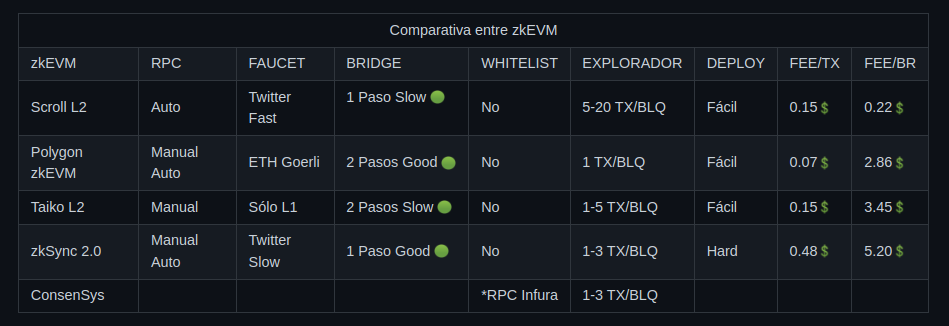 Comparativa entre zkEVM
zkEVM RPC FAUCET BRIDGE WHITELIST EXPLORADOR DEPLOY FEE/TX FEE/BR
Scroll L2 Auto Twitter Fast 1 Paso Slow 🟢 No 5-20 TX/BLQ Fácil 0.15💲 0.22💲
Polygon zkEVM Manual Auto ETH Goerli 2 Pasos Good 🟢 No 1 TX/BLQ Fácil 0.07💲 2.86💲
Taiko L2 Manual Sólo L1 2 Pasos Slow 🟢 No 1-5 TX/BLQ Fácil 0.15💲 3.45💲
zkSync 2.0 Manual Auto Twitter Slow 1 Paso Good 🟢 No 1-3 TX/BLQ Hard 0.48💲 5.20💲
ConsenSys *RPC Infura 1-3 TX/BLQ